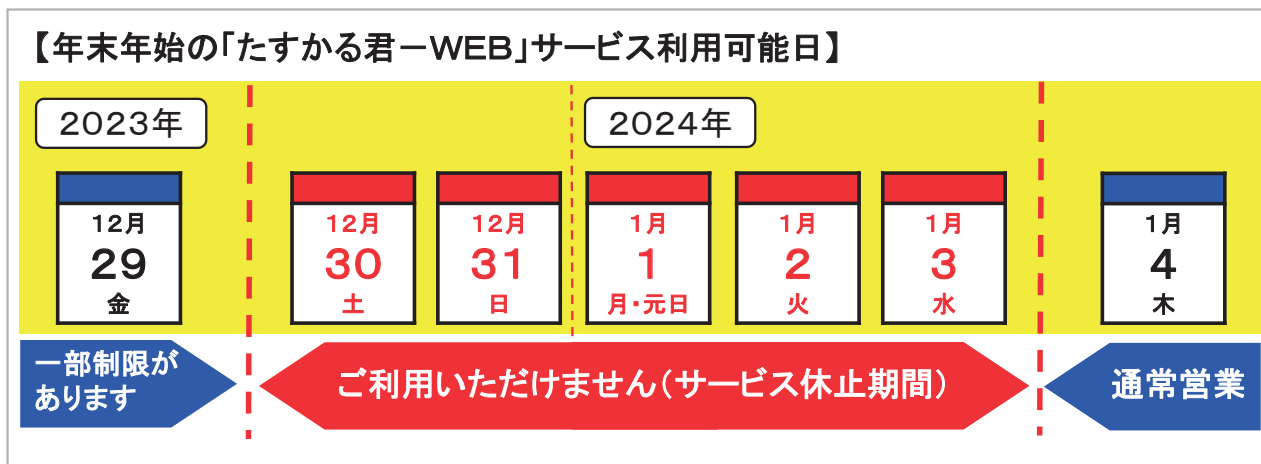 【年末年始の「たすかる君－WEB」サービス利用可能日】
2023年
2024年
12月
29
金
12月
30
土
12月
31
日
1月
1
月・元日
1月
2
火
1月
3
水
1月
4
木
一部制限が
あります
ご利用いただけません（サービス休止期間）
通常営業